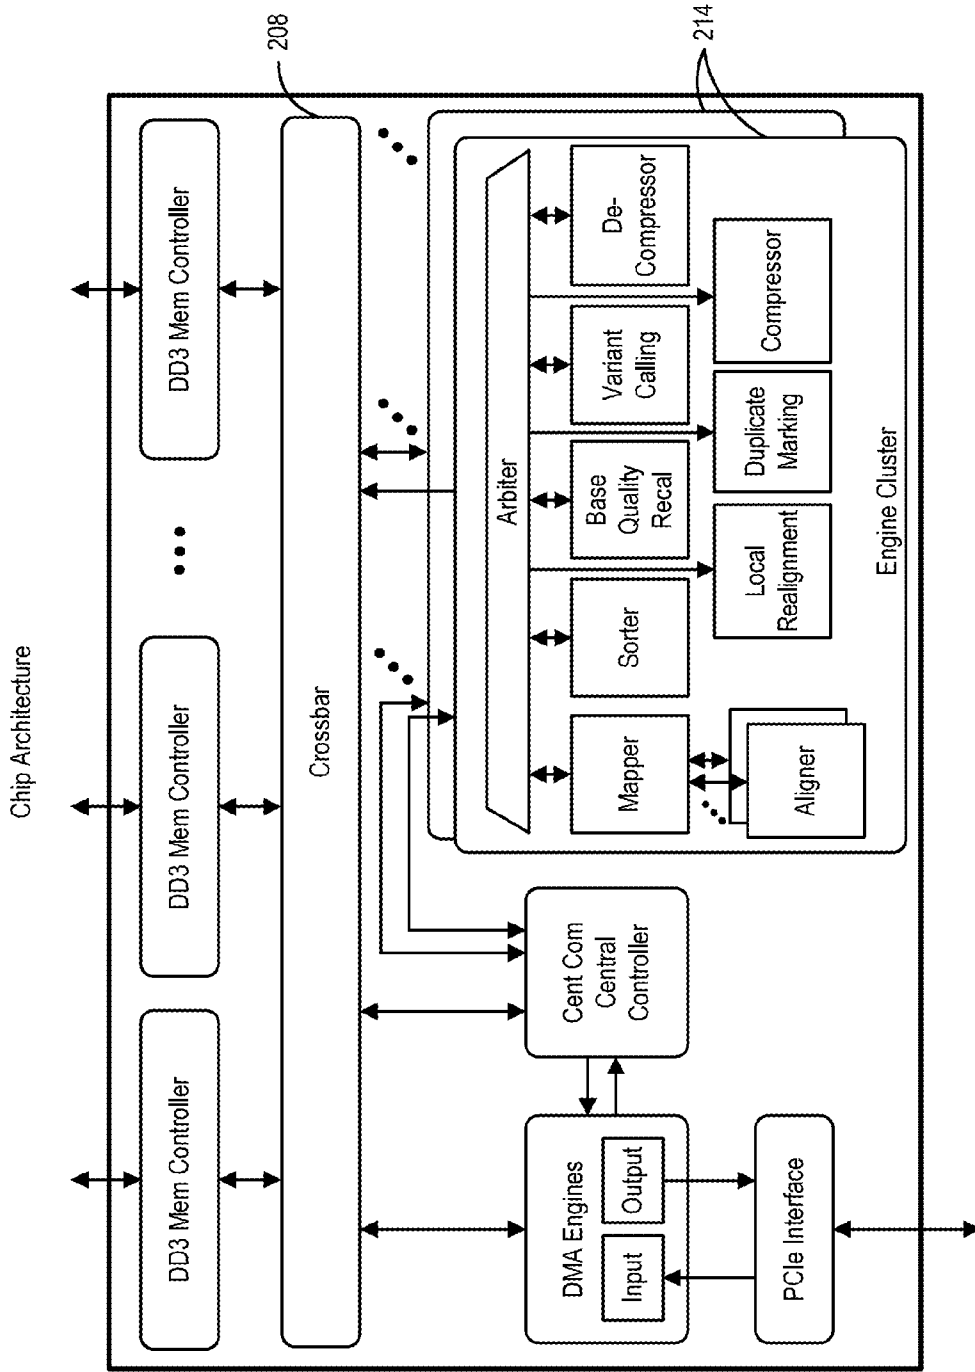 Chip Architecture
208
214
DD3 Mem Controller
DD3 Mem Controller
DD3 Mem Controller
Crossbar
Arbiter
Mapper
Sorter
Base
Quality
Recal
Variant
Calling
De-
Compressor
Aligner
Local
Realignment
Duplicate
Marking
Compressor
Engine Cluster
Cent Com
Central
Controller
DMA Engines
Input
Output
PCIe Interface